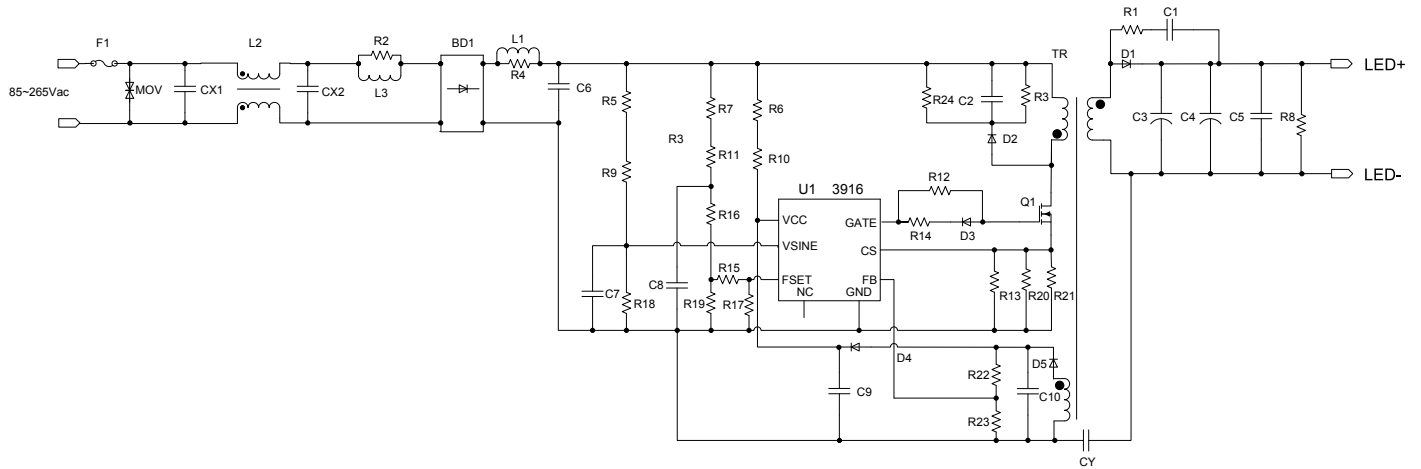 R1
C1
F1
L2
R2
BD1
L1
TR
D1
LED+
R4
85~265Vac
MOV
CX1
CX2
L3
C6
R5
R7
R6
R24
C2
R3
C3
C4
C5
R8
R3
D2
R11
R9
R10
LED-
R12
U1 3916
Q1
R16
VCC
GATE
R14
D3
VSINE
CS
R15
FSET
FB
C7
R18
C8
R19
R17
NC
GND
R13
R20
R21
D4
D5
R22
C9
C10
R23
CY